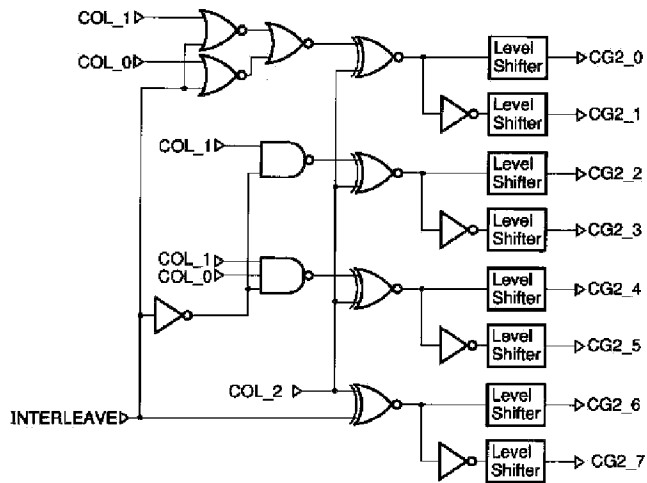 COL_1
COL_0
Level
Shifter
CG2_0
Level
Shifter
CG2_1
COL_1
Level
Shifter
CG2_2
Level
Shifter
CG2_3
COL_1
COL_0
Level
Shifter
CG2_4
Level
Shifter
CG2_5
COL_2
Level
Shifter
CG2_6
INTERLEAVE
Level
Shifter
CG2_7